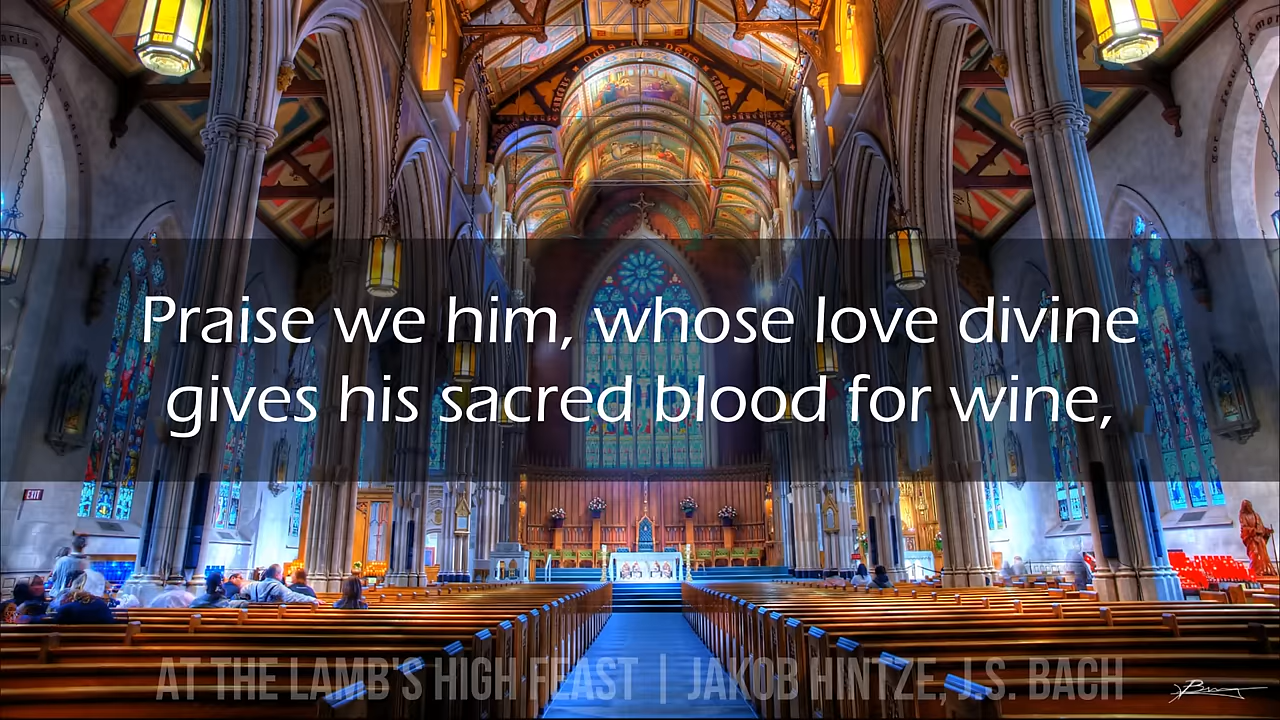 Praise we him, whose love divine
gives his sacred blood for wine,
EXIT
AT THE LAMB'S HIGH FEAST | JAKOB HINTZE, J.S. BACH